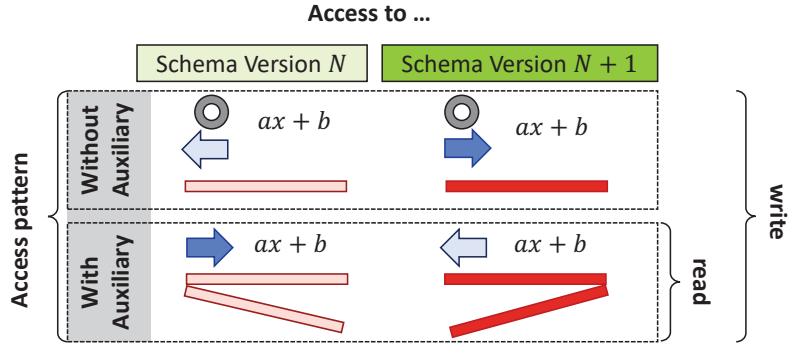 Access to ...
Schema Version N
Schema Version N + 1
Access pattern
Without
Auxiliary
ax + b
ax + b
write
With
Auxiliary
ax + b
ax + b
read